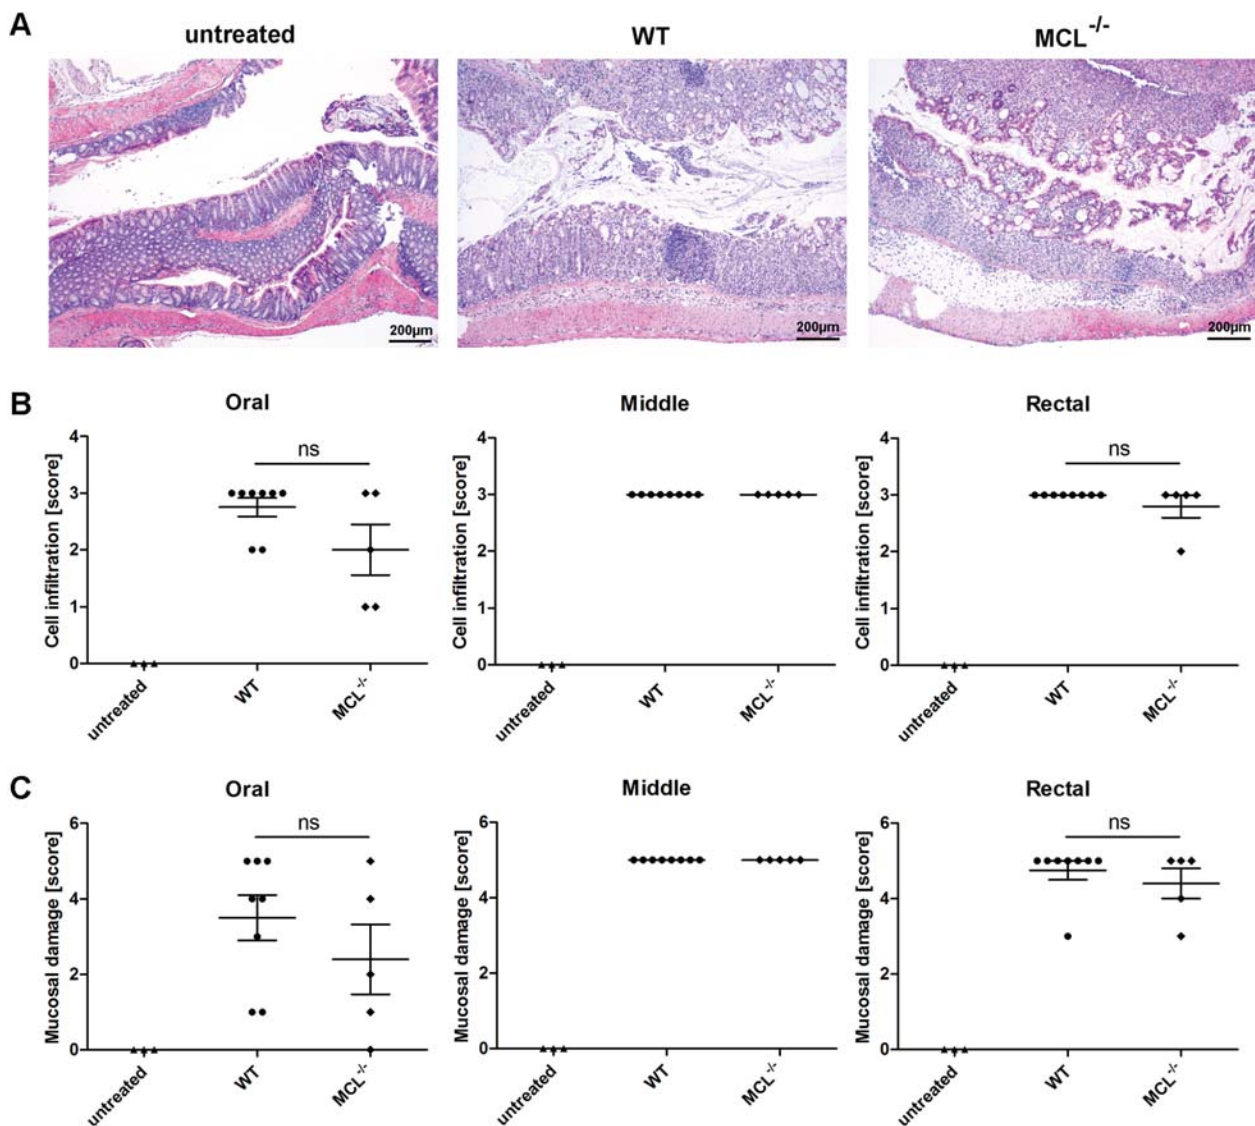 A
untreated
WT
MCL-/-
200μm
200μm
200μm
B
Oral
Middle
Rectal
Cell infiltration [score]
4
3
2
1
0
ns
untreated
WT
MCL-/-
Cell infiltration [score]
4
3
2
1
0
untreated
WT
MCL-/-
Cell infiltration [score]
4
3
2
1
0
ns
untreated
WT
MCL-/-
C
Oral
Middle
Rectal
Mucosal damage [score]
6
4
2
0
ns
untreated
WT
MCL-/-
Mucosal damage [score]
6
4
2
0
untreated
WT
MCL-/-
Mucosal damage [score]
6
4
2
0
ns
untreated
WT
MCL-/-